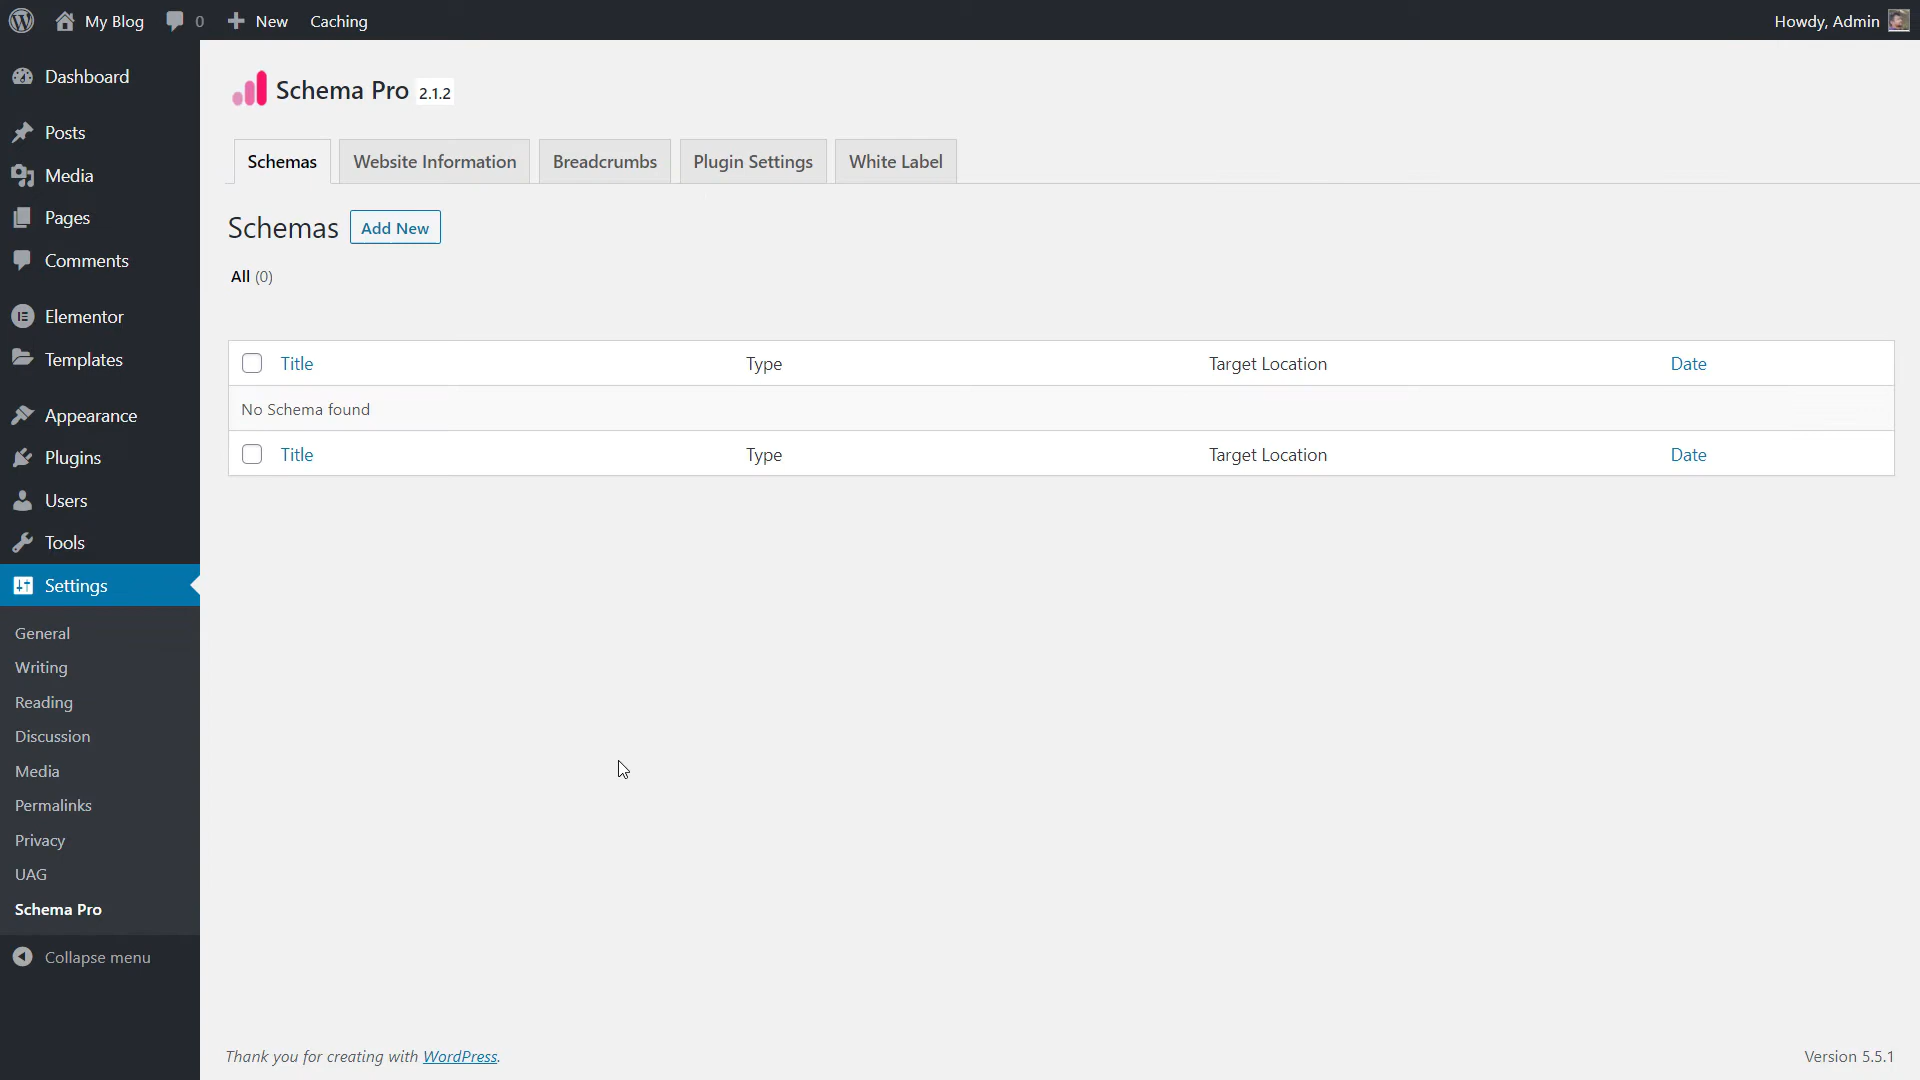 My Blog 0 New Caching Howdy, Admin
Dashboard
Posts
Media
Pages
Comments
Elementor
Templates
Appearance
Plugins
Users
Tools
Settings
General
Writing
Reading
Discussion
Media
Permalinks
Privacy
UAG
Schema Pro
Collapse menu
Schema Pro 2.1.2
Schemas Website Information Breadcrumbs Plugin Settings White Label
Schemas Add New
All (0)
Title Type Target Location Date
No Schema found
Title Type Target Location Date
Thank you for creating with WordPress. Version 5.5.1